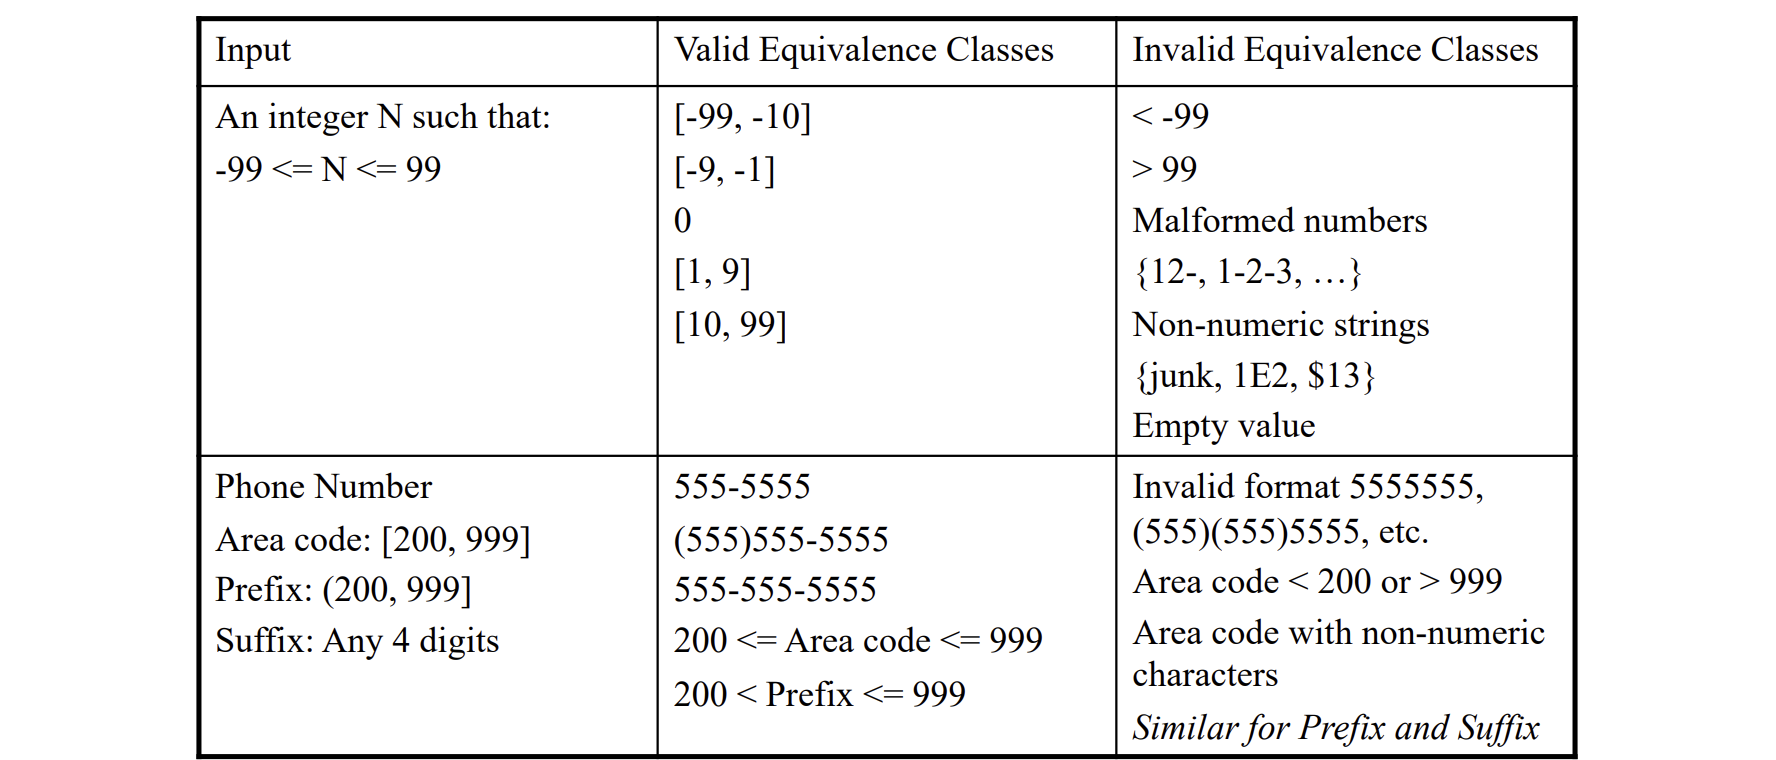 Input
Valid Equivalence Classes
Invalid Equivalence Classes
An integer N such that:
-99 <= N <= 99
[-99, -10]
[-9, -1]
0
[1, 9]
[10, 99]
< -99
> 99
Malformed numbers
{12-, 1-2-3, …}
Non-numeric strings
{junk, 1E2, $13}
Empty value
Phone Number
Area code: [200, 999]
Prefix: (200, 999]
Suffix: Any 4 digits
555-5555
(555)555-5555
555-555-5555
200 <= Area code <= 999
200 < Prefix <= 999
Invalid format 5555555,
(555)(555)5555, etc.
Area code < 200 or > 999
Area code with non-numeric
characters
Similar for Prefix and Suffix